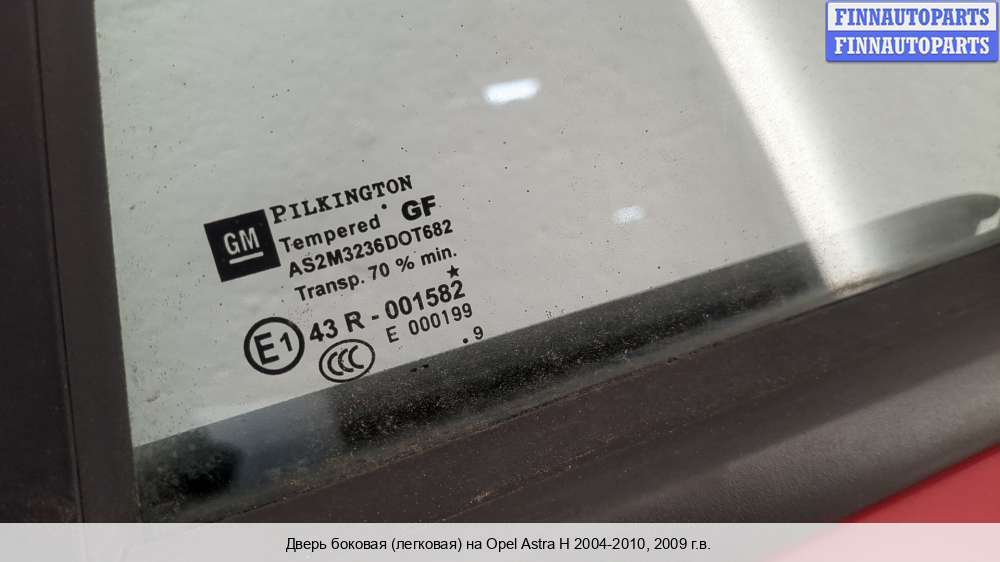 FINNAUTOPARTS
FINNAUTOPARTS
PILKINGTON
GM
Tempered GF
AS2M3236DOT682
Transp. 70 % min.
E1 43 R - 001582
CCC E 000199
. 9
Дверь боковая (легковая) на Opel Astra H 2004-2010, 2009 г.в.